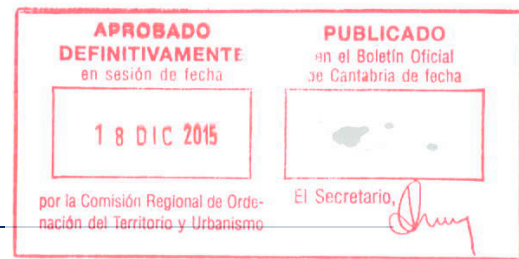 APROBADO
DEFINITIVAMENTE
en sesión de fecha
18 DIC 2015
por la Comisión Regional de Orde-
nación del Territorio y Urbanismo
PUBLICADO
en el Boletín Oficial
de Cantabria de fecha
El Secretario,